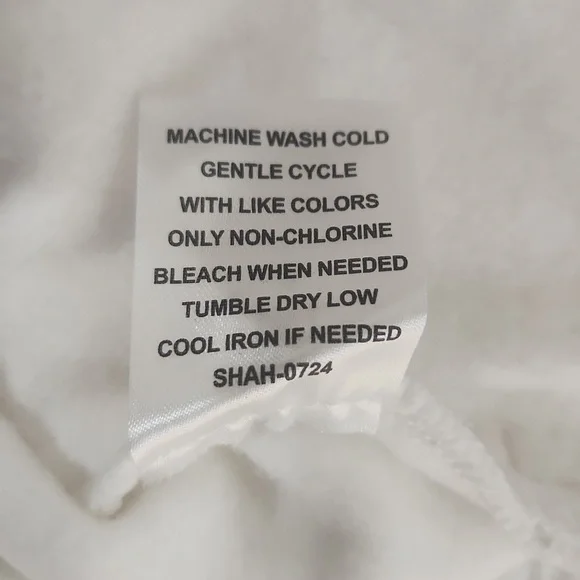 MACHINE WASH COLD
GENTLE CYCLE
WITH LIKE COLORS
ONLY NON-CHLORINE
BLEACH WHEN NEEDED
TUMBLE DRY LOW
COOL IRON IF NEEDED
SHAH-0724